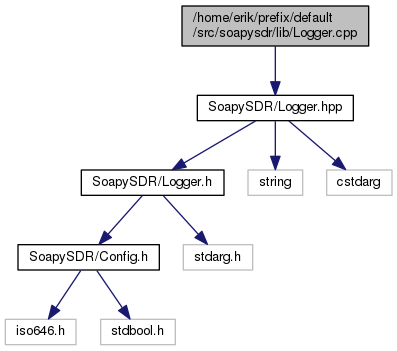 /home/erik/prefix/default
/src/soapysdr/lib/Logger.cpp
SoapySDR/Logger.hpp
SoapySDR/Logger.h
string
cstdarg
SoapySDR/Config.h
stdarg.h
iso646.h
stdbool.h